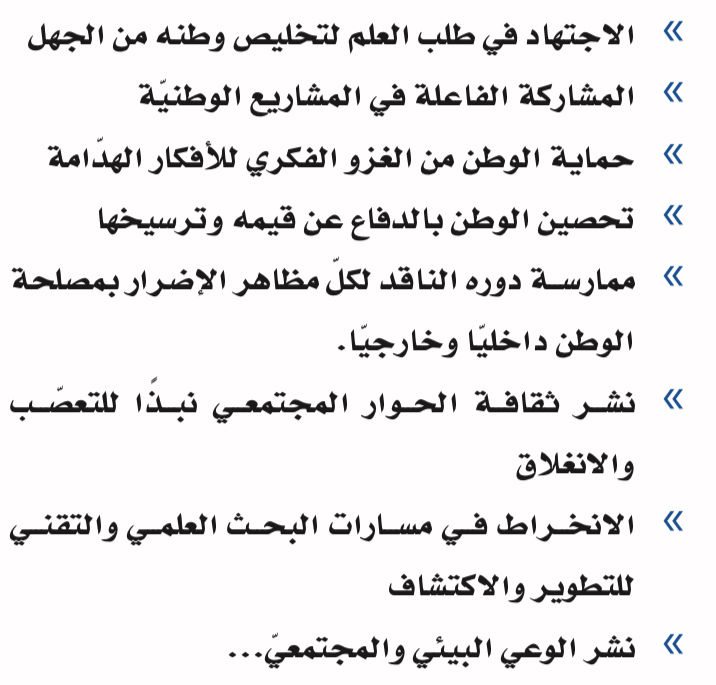 » الاجتهاد في طلب العلم لتخليص وطنه من الجهل
» المشاركة الفاعلة في المشاريع الوطنيّة
» حماية الوطن من الغزو الفكري للأفكار الهدّامة
» تحصين الوطن بالدفاع عن قيمه وترسيخها
» ممارسة دوره الناقد لكلّ مظاهر الإضرار بمصلحة
الوطن داخليّا وخارجيّا.
» نشر ثقافة الحوار المجتمعي نبذًا للتعصّب
والانغلاق
» الانخراط في مسارات البحث العلمي والتقني
للتطوير والاكتشاف
» نشر الوعي البيئي والمجتمعيّ...